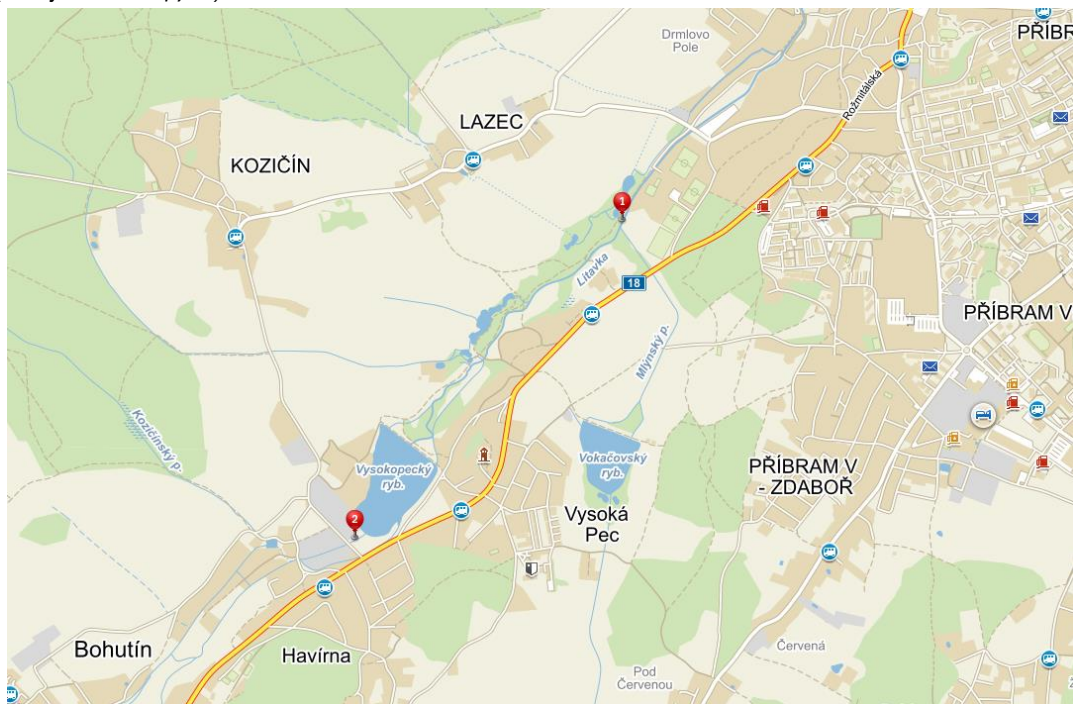 Drmlovo
Pole
PŘÍBR
Rožmitálská
LAZEC
KOZIČÍN
1
Litavka
18
PŘÍBRAM V
Mlýnský p.
Kozičínský p.
Vysokopecký
ryb.
Vokačovský
ryb.
PŘÍBRAM V
- ZDABOŘ
2
Vysoká
Pec
Bohutín
Havírna
Červená
Pod
Červenou